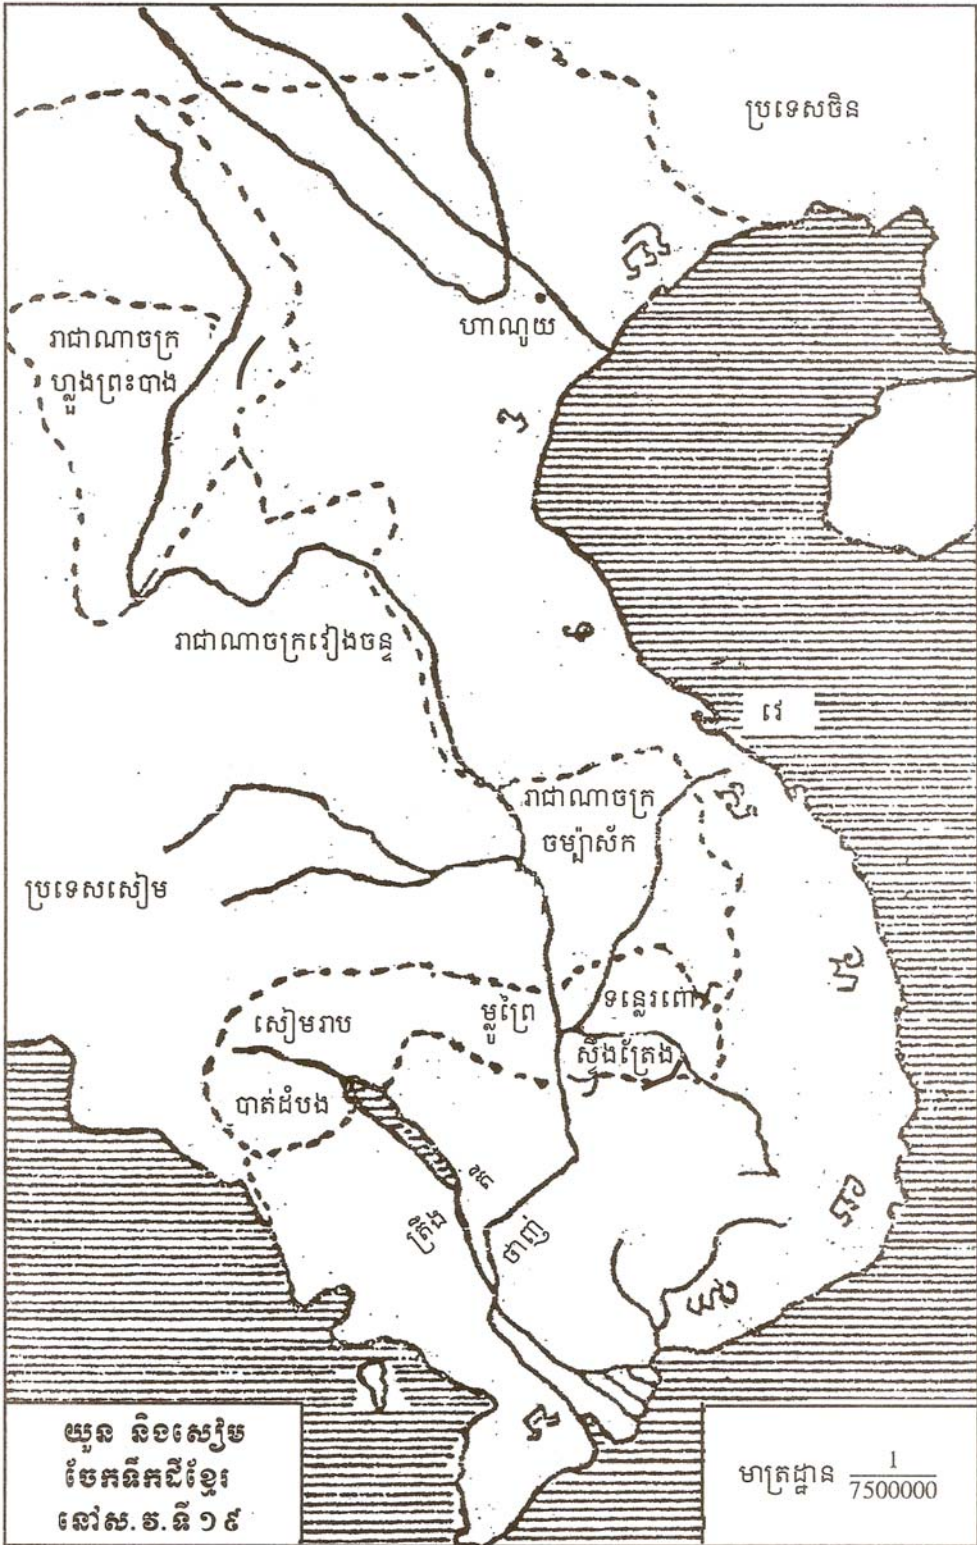 ប្រទេសចិន
ហាណូយ
រាជាណាចក្រ
ហ្លួងព្រះបាង
រាជាណាចក្រវៀងចន្ទ
វេ
រាជាណាចក្រ
ចម្ប៉ាស័ក
ប្រទេសសៀម
ទន្លេរពៅ
ម្លូព្រៃ
សៀមរាប
ស្ទឹងត្រែង
បាត់ដំបង
ត្រឹង
ថាញ់
យួន និងសៀម
ចែកទឹកដីខ្មែរ
នៅស.វ.ទី ១៩
មាត្រដ្ឋាន 1
7500000